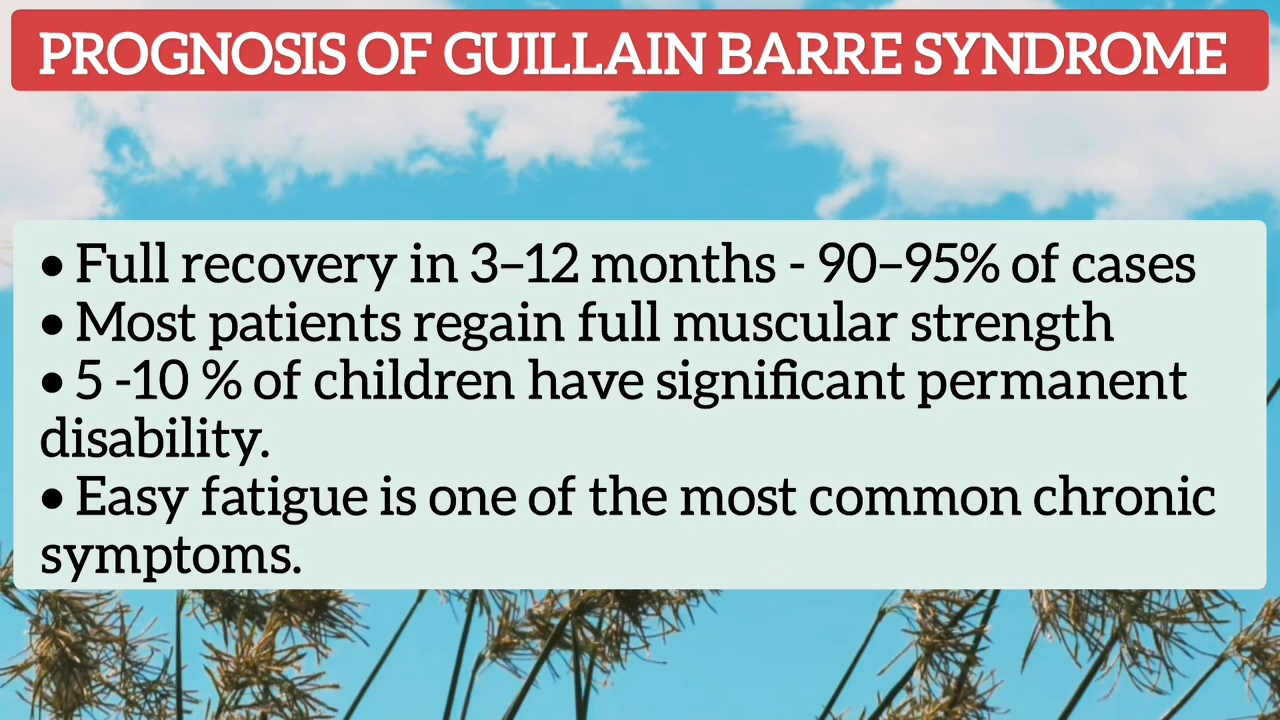 PROGNOSIS OF GUILLAIN BARRE SYNDROME
• Full recovery in 3–12 months - 90–95% of cases
• Most patients regain full muscular strength
• 5 -10 % of children have significant permanent
disability.
• Easy fatigue is one of the most common chronic
symptoms.